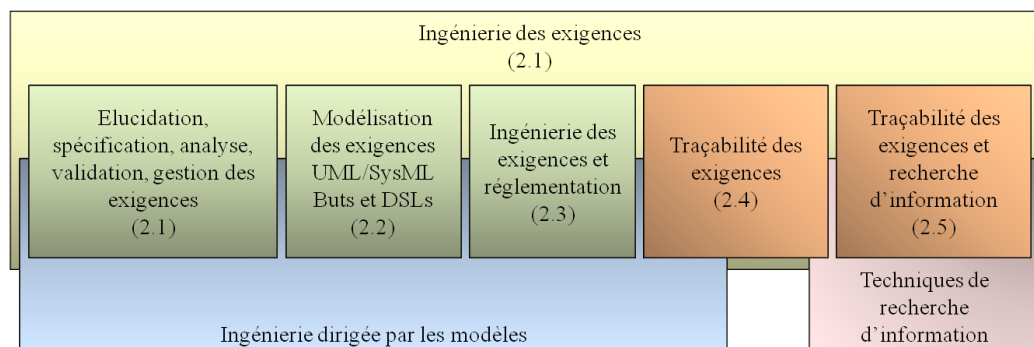 Ingénierie des exigences
(2.1)
Elucidation,
spécification, analyse,
validation, gestion des
exigences
(2.1)
Modélisation
des exigences
UML/SysML
Buts et DSLs
(2.2)
Ingénierie des
exigences et
réglementation
(2.3)
Traçabilité des
exigences
(2.4)
Traçabilité des
exigences et
recherche
d’information
(2.5)
Ingénierie dirigée par les modèles
Techniques de
recherche
d’information